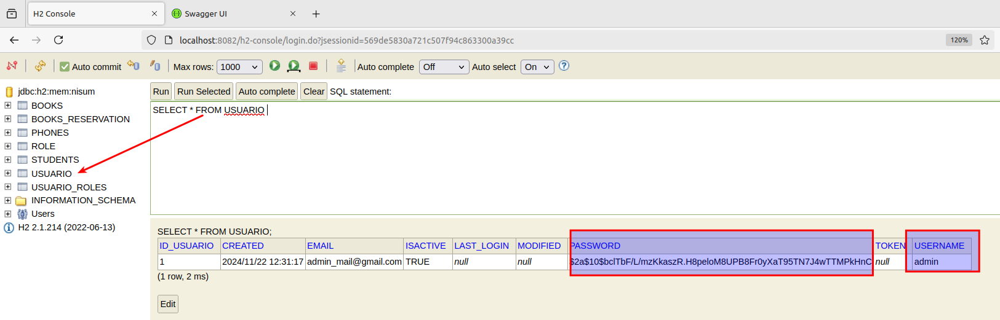 H2 Console
Swagger UI
localhost:8082/h2-console/login.do?jsessionid=569de5830a721c507f94c863300a39cc
120%
Auto commit
Max rows: 1000
Auto complete Off
Auto select On
jdbc:h2:mem:nisum
BOOKS
BOOKS_RESERVATION
PHONES
ROLE
STUDENTS
USUARIO
USUARIO_ROLES
INFORMATION_SCHEMA
Users
H2 2.1.214 (2022-06-13)
Run Run Selected Auto complete Clear SQL statement:
SELECT * FROM USUARIO
SELECT * FROM USUARIO;
ID_USUARIO CREATED EMAIL ISACTIVE LAST_LOGIN MODIFIED PASSWORD TOKEN USERNAME
1 2024/11/22 12:31:17 admin_mail@gmail.com TRUE null null $2a$10$bclTbF/L/mzKkaszR.H8peloM8UPB8Fr0yXaT95TN7J4wTTMPkHnC null admin
(1 row, 2 ms)
Edit